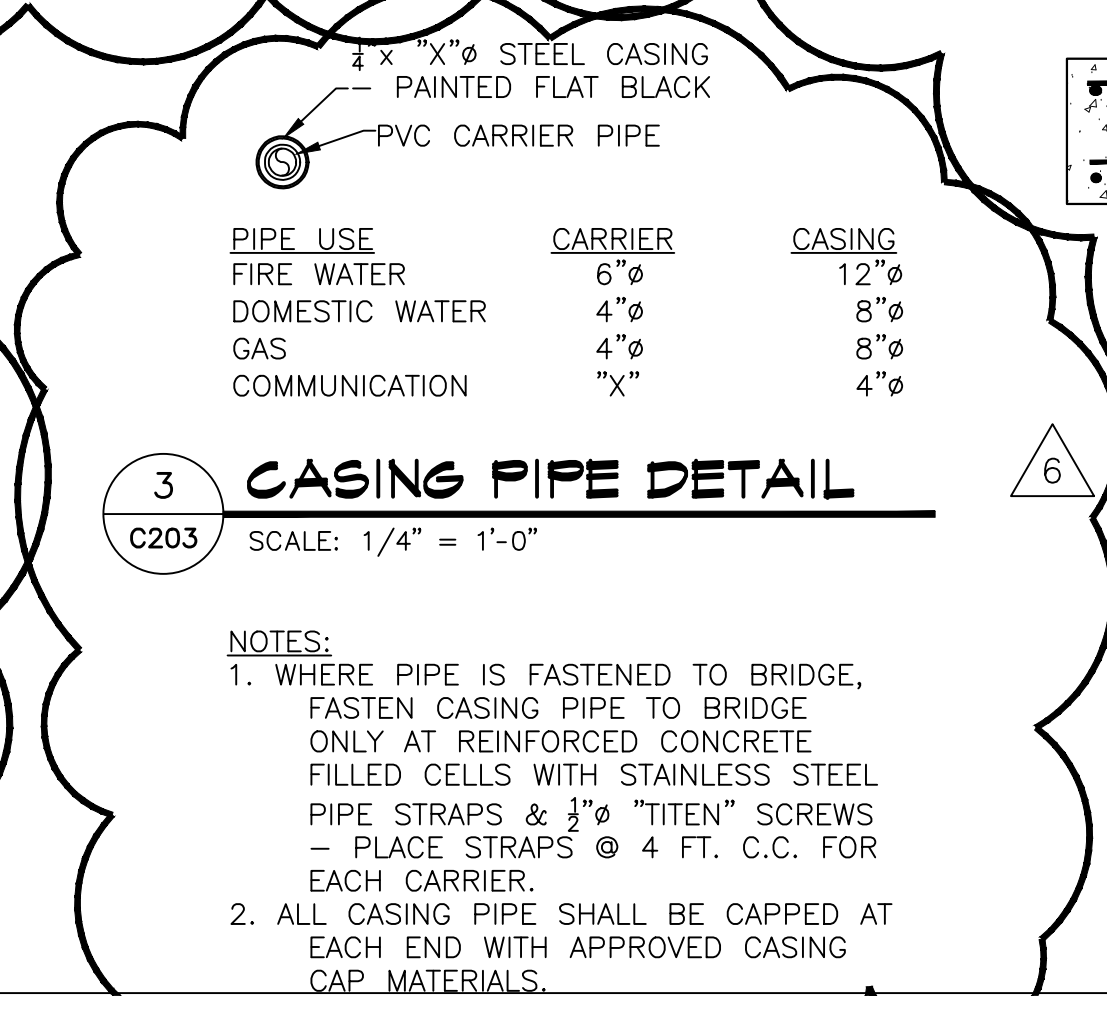 ¼"x "X"ø STEEL CASING
-- PAINTED FLAT BLACK
PVC CARRIER PIPE
PIPE USE CARRIER CASING
FIRE WATER 6"ø 12"ø
DOMESTIC WATER 4"ø 8"ø
GAS 4"ø 8"ø
COMMUNICATION "X" 4"ø
3 CASING PIPE DETAIL
C203 SCALE: 1/4" = 1'-0"
6
NOTES:
1. WHERE PIPE IS FASTENED TO BRIDGE,
FASTEN CASING PIPE TO BRIDGE
ONLY AT REINFORCED CONCRETE
FILLED CELLS WITH STAINLESS STEEL
PIPE STRAPS & ½"ø "TITEN" SCREWS
– PLACE STRAPS @ 4 FT. C.C. FOR
EACH CARRIER.
2. ALL CASING PIPE SHALL BE CAPPED AT
EACH END WITH APPROVED CASING
CAP MATERIALS.